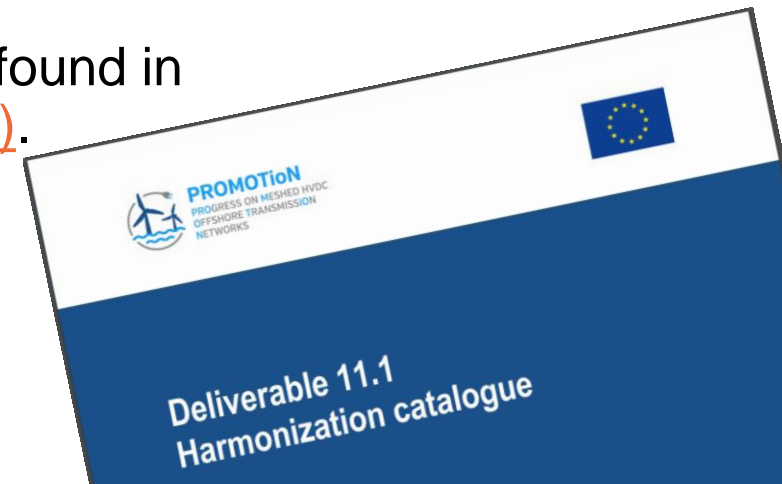 found in
).
PROMOTioN
PROGRESS ON MESHED HVDC
OFFSHORE TRANSMISSION
NETWORKS
Deliverable 11.1
Harmonization catalogue